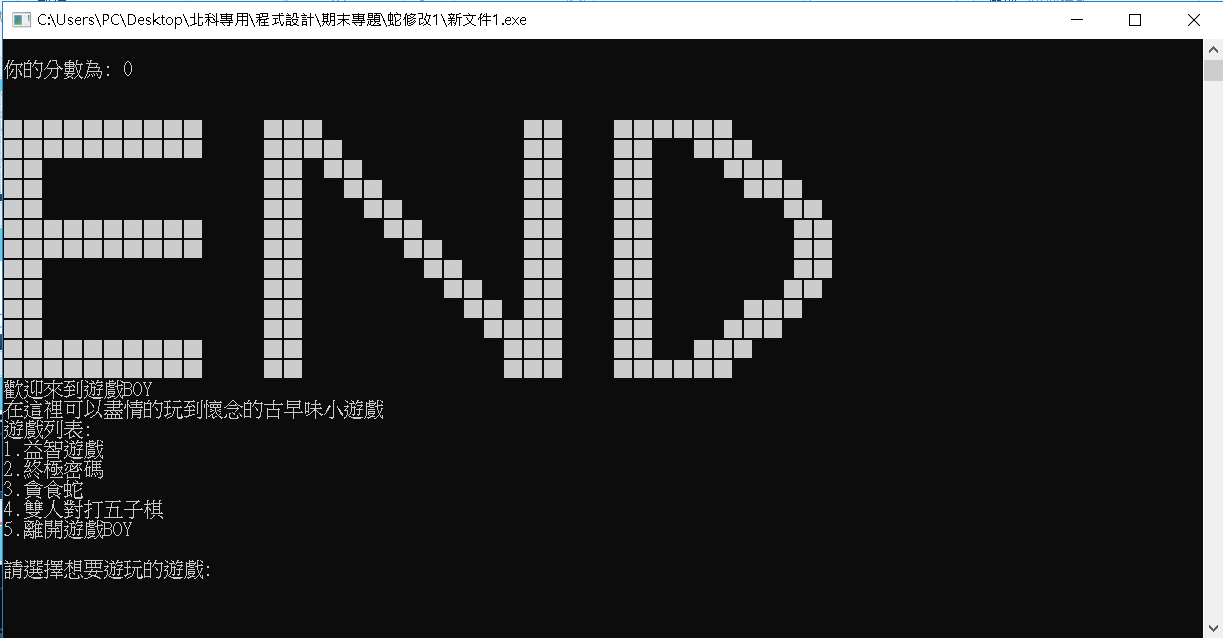 C:\Users\PC\Desktop\北科專用\程式設計\期末專題\蛇修改1\新文件1.exe
你的分數為: 0
END
歡迎來到遊戲BOY
在這裡可以盡情的玩到懷念的古早味小遊戲
遊戲列表:
1.益智遊戲
2.終極密碼
3.貪食蛇
4.雙人對打五子棋
5.離開遊戲BOY
請選擇想要遊玩的遊戲: